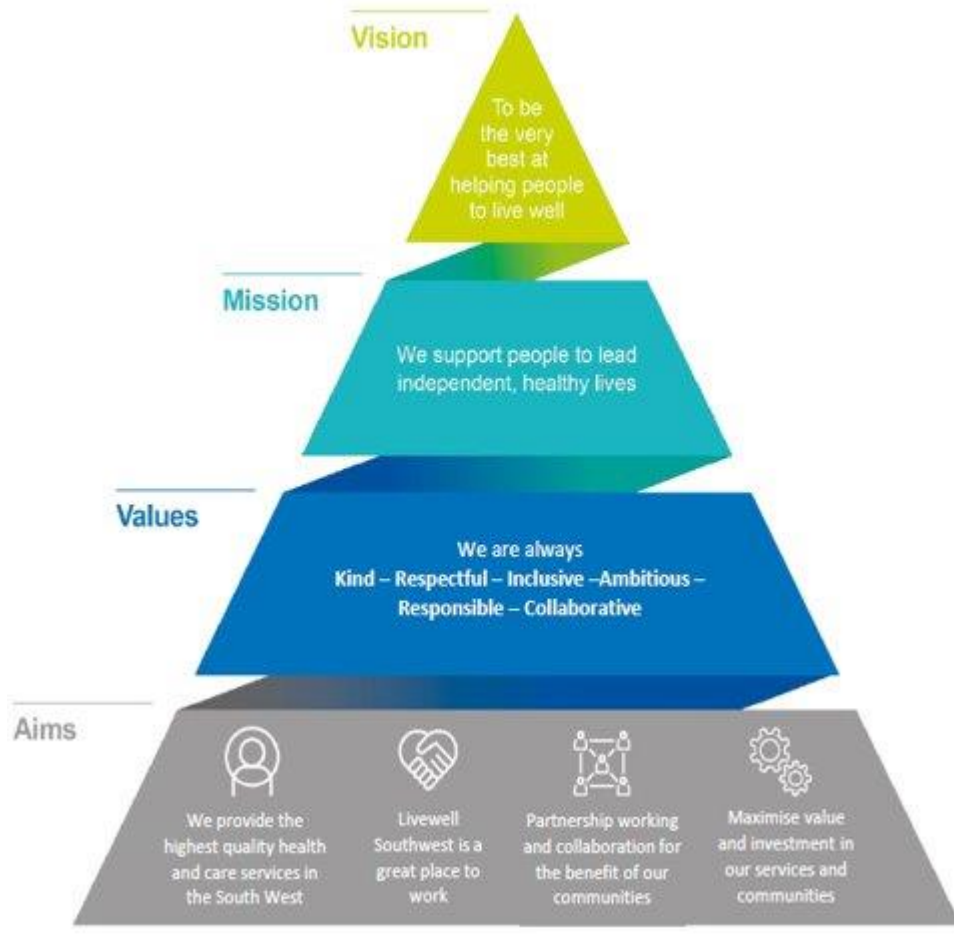 Vision
To be
the very
best at
helping people
to live well
Mission
We support people to lead
independent, healthy lives
Values
We are always
Kind – Respectful – Inclusive –Ambitious –
Responsible – Collaborative
Aims
We provide the
highest quality health
and care services in
the South West
Livewell
Southwest is a
great place to
work
Partnership working
and collaboration for
the benefit of our
communities
Maximise value
and investment in
our services and
communities